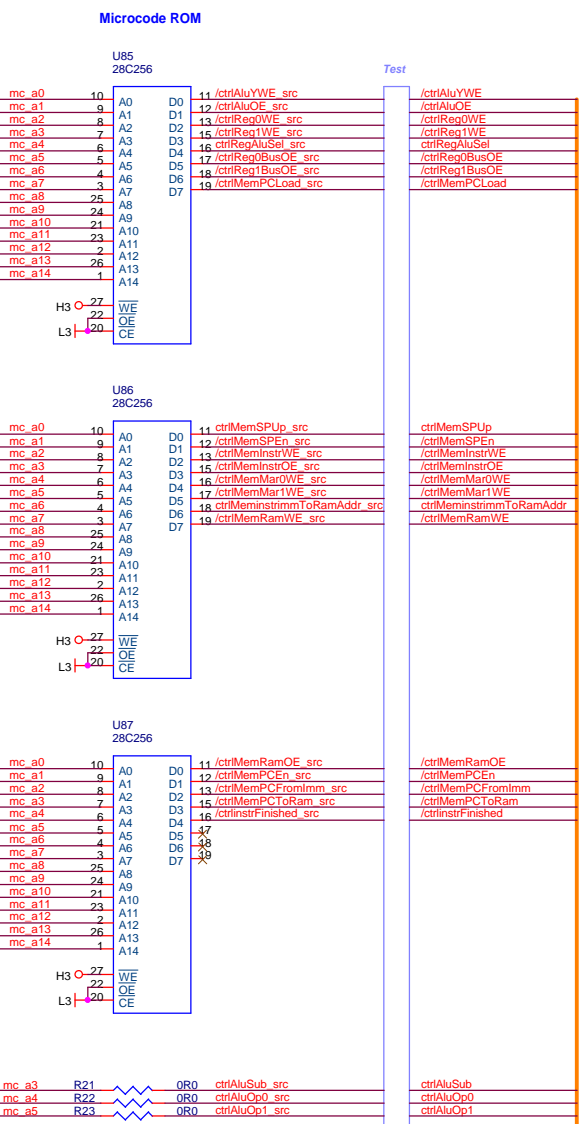 Microcode ROM
U85
28C256
Test
mc_a0 10 A0 D0 11 /ctrlAluYWE_src /ctrlAluYWE
mc_a1 9 A1 D1 12 /ctrlAluOE_src /ctrlAluOE
mc_a2 8 A2 D2 13 /ctrlReg0WE_src /ctrlReg0WE
mc_a3 7 A3 D3 15 /ctrlReg1WE_src /ctrlReg1WE
mc_a4 6 A4 D4 16 ctrlRegAluSel_src ctrlRegAluSel
mc_a5 5 A5 D5 17 /ctrlReg0BusOE_src /ctrlReg0BusOE
mc_a6 4 A6 D6 18 /ctrlReg1BusOE_src /ctrlReg1BusOE
mc_a7 3 A7 D7 19 /ctrlMemPCLoad_src /ctrlMemPCLoad
mc_a8 25 A8
mc_a9 24 A9
mc_a10 21 A10
mc_a11 23 A11
mc_a12 2 A12
mc_a13 26 A13
mc_a14 1 A14
H3 27 WE
22 OE
L3 20 CE
U86
28C256
mc_a0 10 A0 D0 11 ctrlMemSPUp_src ctrlMemSPUp
mc_a1 9 A1 D1 12 /ctrlMemSPEn_src /ctrlMemSPEn
mc_a2 8 A2 D2 13 /ctrlMemInstrWE_src /ctrlMemInstrWE
mc_a3 7 A3 D3 15 /ctrlMemInstrOE_src /ctrlMemInstrOE
mc_a4 6 A4 D4 16 /ctrlMemMar0WE_src /ctrlMemMar0WE
mc_a5 5 A5 D5 17 /ctrlMemMar1WE_src /ctrlMemMar1WE
mc_a6 4 A6 D6 18 ctrlMeminstrimmToRamAddr_src ctrlMeminstrimmToRamAddr
mc_a7 3 A7 D7 19 /ctrlMemRamWE_src /ctrlMemRamWE
mc_a8 25 A8
mc_a9 24 A9
mc_a10 21 A10
mc_a11 23 A11
mc_a12 2 A12
mc_a13 26 A13
mc_a14 1 A14
H3 27 WE
22 OE
L3 20 CE
U87
28C256
mc_a0 10 A0 D0 11 /ctrlMemRamOE_src /ctrlMemRamOE
mc_a1 9 A1 D1 12 /ctrlMemPCEn_src /ctrlMemPCEn
mc_a2 8 A2 D2 13 /ctrlMemPCFromImm_src /ctrlMemPCFromImm
mc_a3 7 A3 D3 15 /ctrlMemPCToRam_src /ctrlMemPCToRam
mc_a4 6 A4 D4 16 /ctrlinstrFinished_src /ctrlinstrFinished
mc_a5 5 A5 D5 17
mc_a6 4 A6 D6 18
mc_a7 3 A7 D7 19
mc_a8 25 A8
mc_a9 24 A9
mc_a10 21 A10
mc_a11 23 A11
mc_a12 2 A12
mc_a13 26 A13
mc_a14 1 A14
H3 27 WE
22 OE
L3 20 CE
mc_a3 R21 0R0 ctrlAluSub_src ctrlAluSub
mc_a4 R22 0R0 ctrlAluOp0_src ctrlAluOp0
mc_a5 R23 0R0 ctrlAluOp1_src ctrlAluOp1